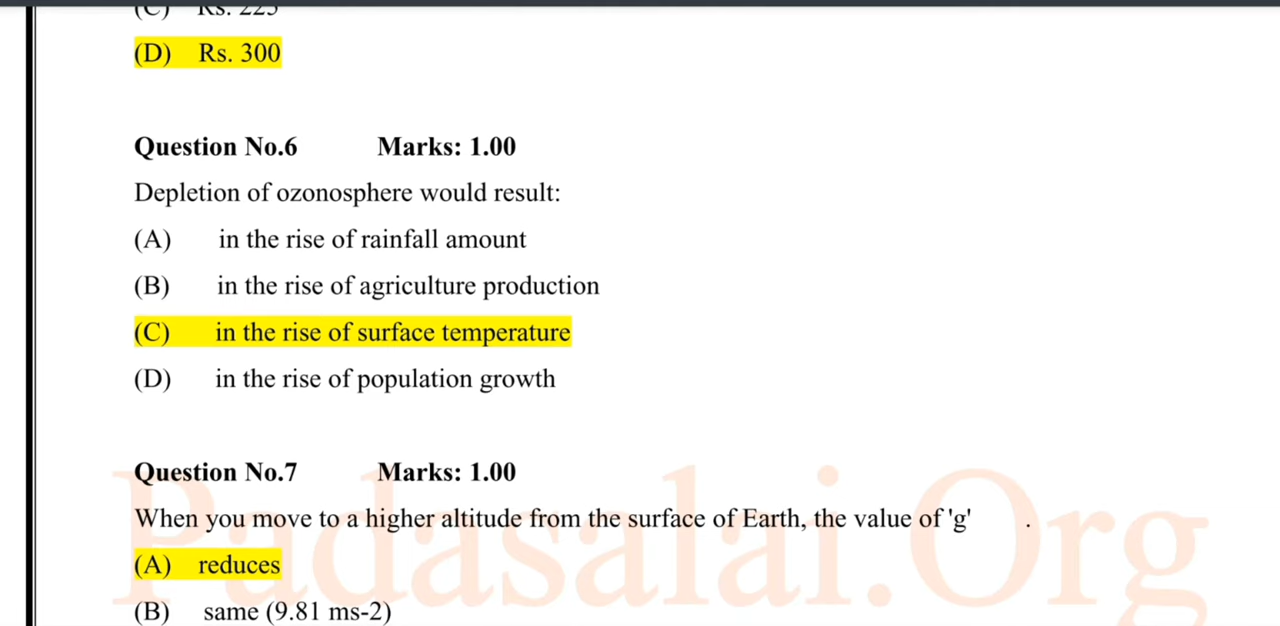 (C) Rs. 225
(D) Rs. 300
Question No.6 Marks: 1.00
Depletion of ozonosphere would result:
(A) in the rise of rainfall amount
(B) in the rise of agriculture production
(C) in the rise of surface temperature
(D) in the rise of population growth
Question No.7 Marks: 1.00
When you move to a higher altitude from the surface of Earth, the value of 'g' .
(A) reduces
(B) same (9.81 ms-2)
Padasalai.Org